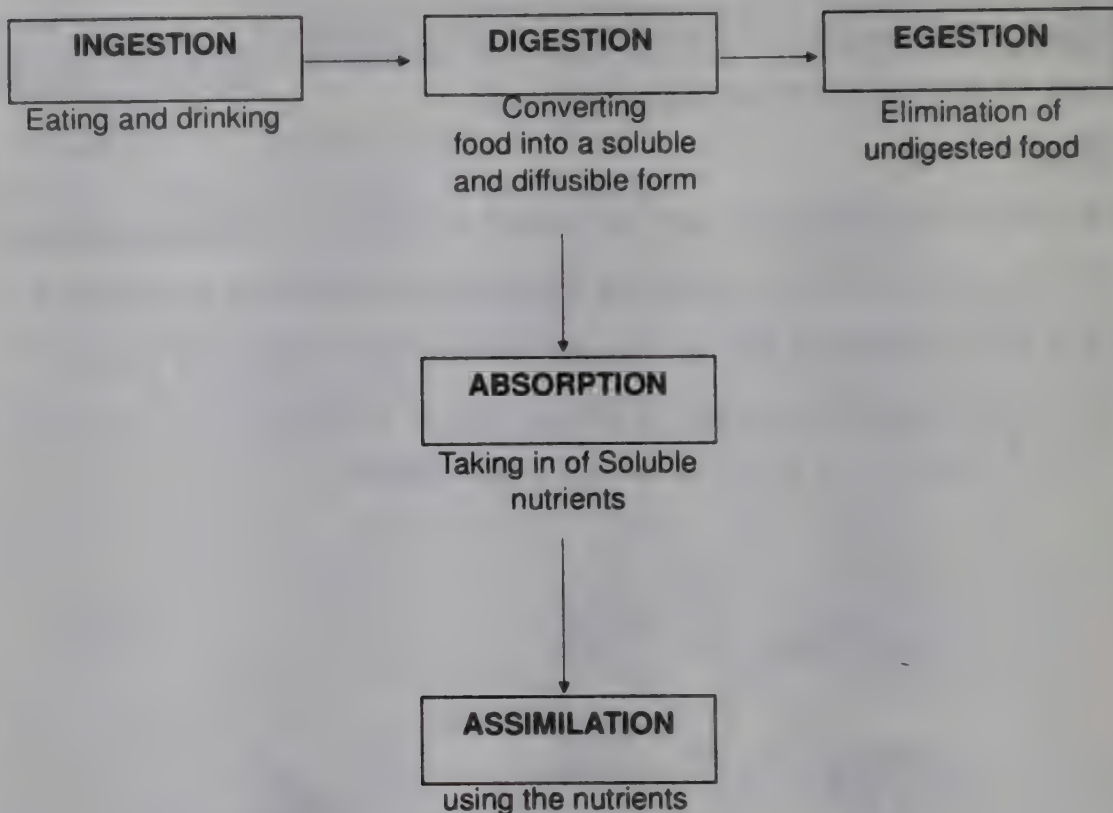 INGESTION
Eating and drinking
DIGESTION
Converting
food into a soluble
and diffusible form
EGESTION
Elimination of
undigested food
ABSORPTION
Taking in of Soluble
nutrients
ASSIMILATION
using the nutrients